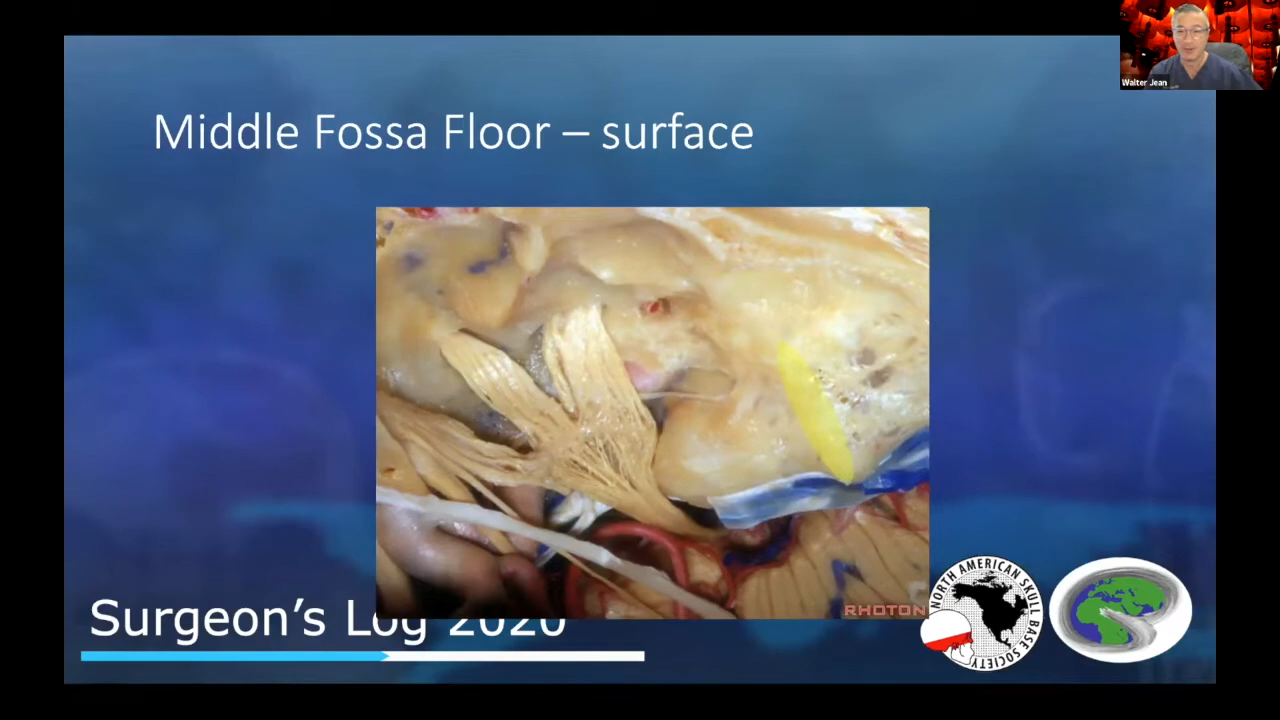 Walter Jean
Middle Fossa Floor – surface
RHOTON
Surgeon's Log 2020
NORTH AMERICAN SKULL BASE SOCIETY